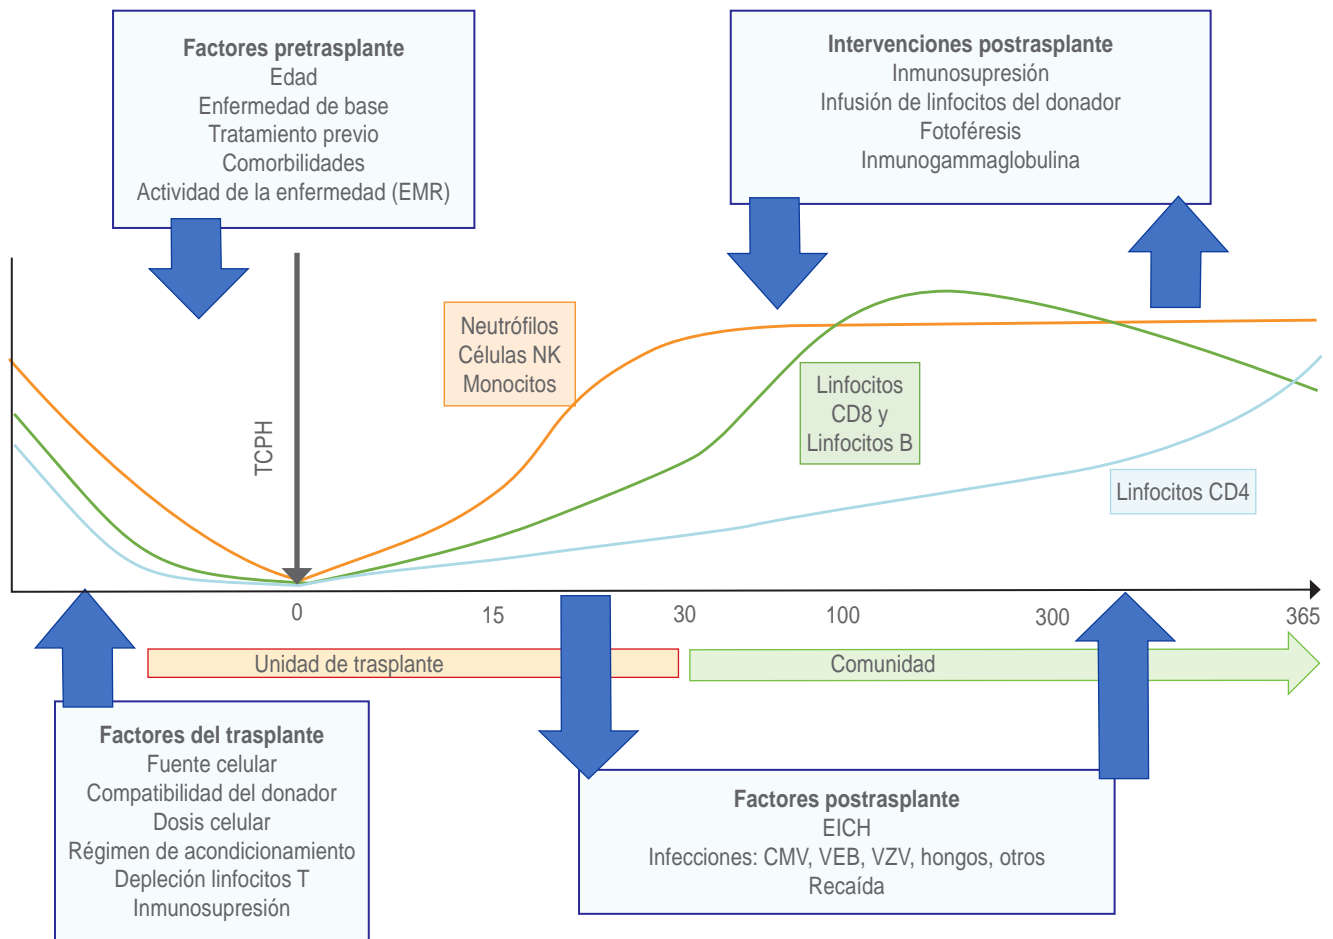 Factores pretrasplante
Edad
Enfermedad de base
Tratamiento previo
Comorbilidades
Actividad de la enfermedad (EMR)
Intervenciones postrasplante
Inmunosupresión
Infusión de linfocitos del donador
Fotoféresis
Inmunogammaglobulina
TCPH
Neutrófilos
Células NK
Monocitos
Linfocitos
CD8 y
Linfocitos B
Linfocitos CD4
0 15 30 100 300 365
Unidad de trasplante
Comunidad
Factores del trasplante
Fuente celular
Compatibilidad del donador
Dosis celular
Régimen de acondicionamiento
Depleción linfocitos T
Inmunosupresión
Factores postrasplante
EICH
Infecciones: CMV, VEB, VZV, hongos, otros
Recaída